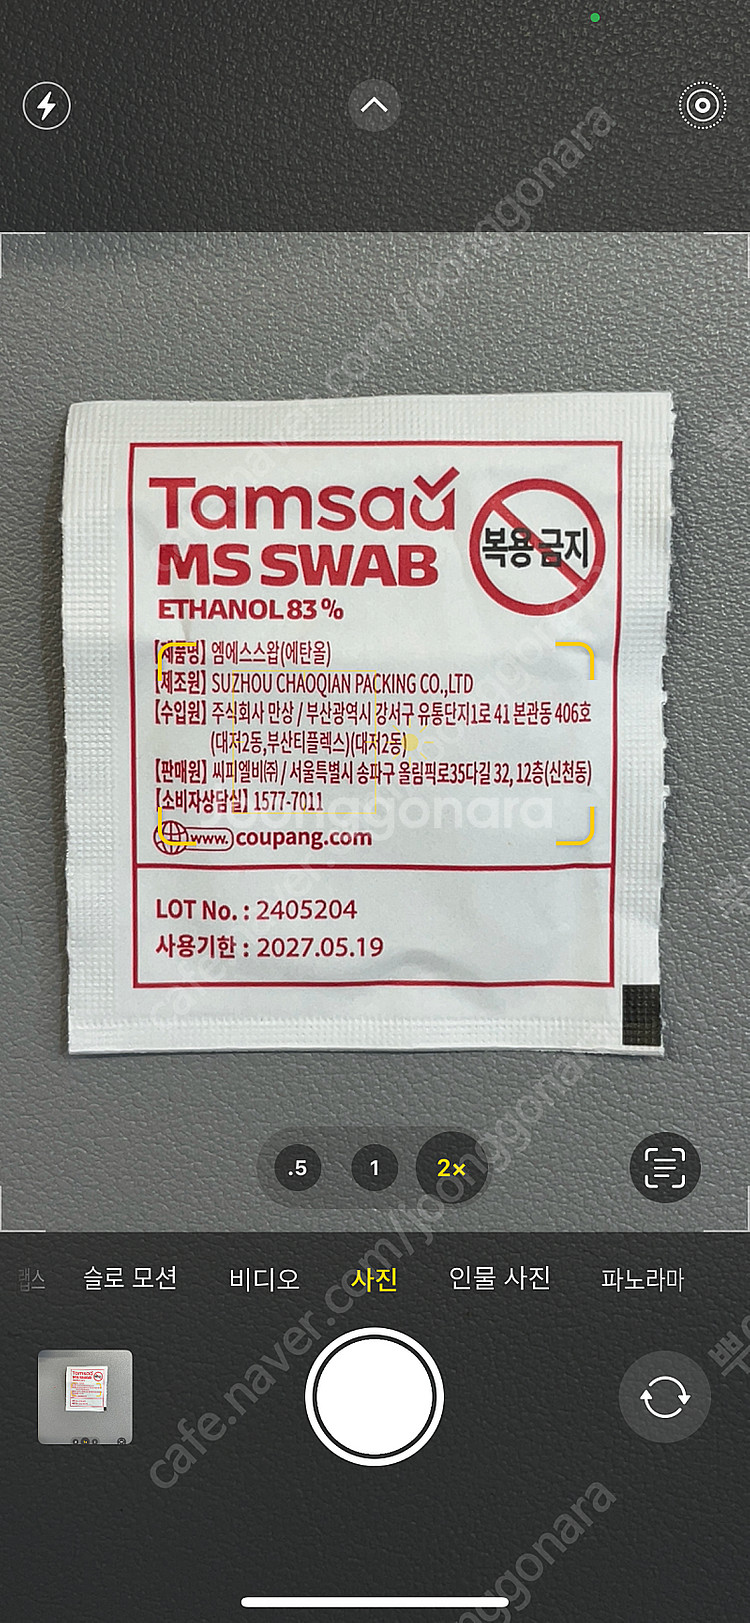 Tamsaú
MS SWAB
ETHANOL 83%
복용금지
[제품명] 엠에스스왑(에탄올)
[제조원] SUZHOU CHAOQIAN PACKING CO.,LTD
[수입원] 주식회사 만상 / 부산광역시 강서구 유통단지1로 41 본관동 406호
(대저2동,부산티플렉스)(대저2동)
[판매원] 씨피엘비㈜ / 서울특별시 송파구 올림픽로35다길 32, 12층(신천동)
[소비자상담실] 1577-7011
www. coupang.com
LOT No. : 2405204
사용기한 : 2027.05.19
.5 1 2×
랩스 슬로 모션 비디오 사진 인물 사진 파노라마
cafe.naver.com/joonggonara
joonggonara